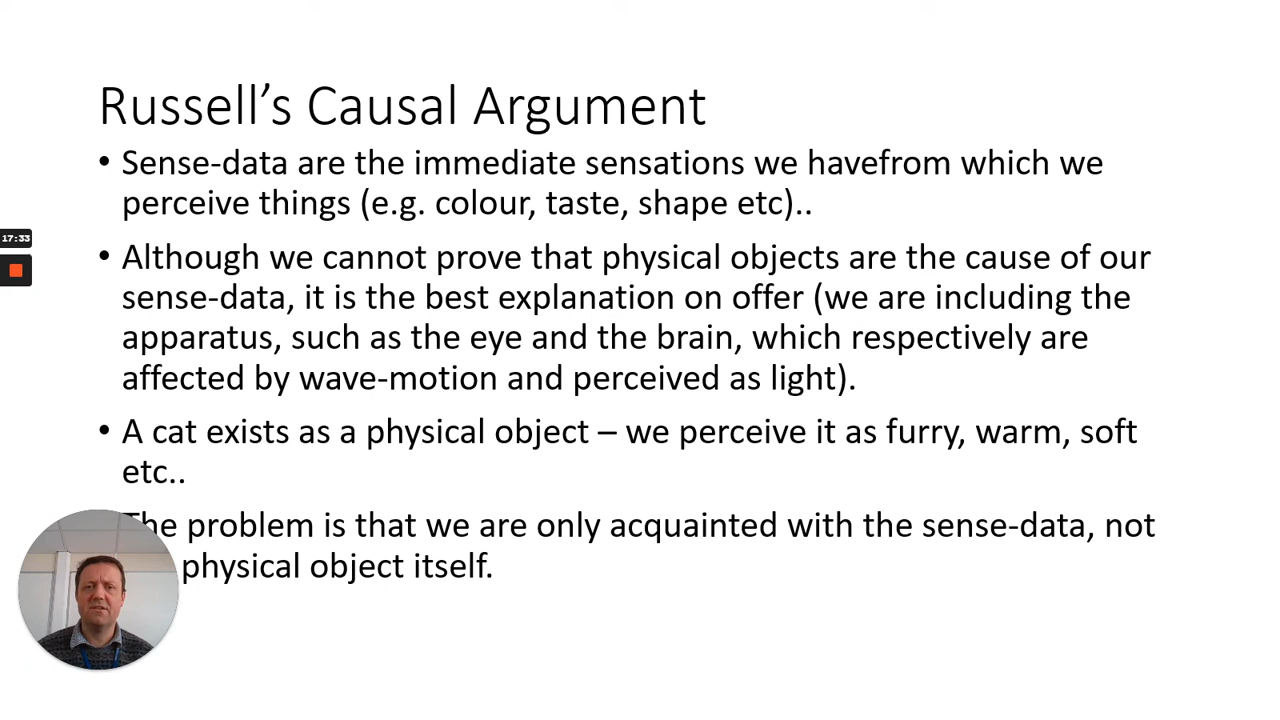 Russell’s Causal Argument
• Sense-data are the immediate sensations we havefrom which we
perceive things (e.g. colour, taste, shape etc)..
• Although we cannot prove that physical objects are the cause of our
sense-data, it is the best explanation on offer (we are including the
apparatus, such as the eye and the brain, which respectively are
affected by wave-motion and perceived as light).
• A cat exists as a physical object – we perceive it as furry, warm, soft
etc..
The problem is that we are only acquainted with the sense-data, not
physical object itself.
17:33